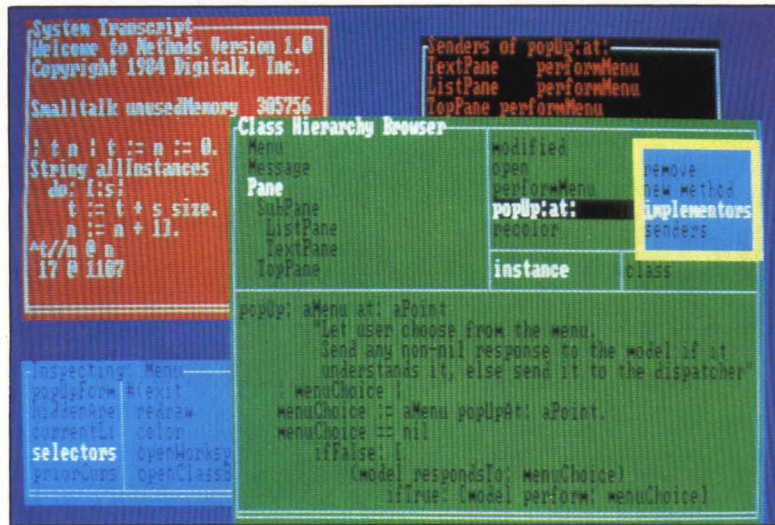 System Transcript
Welcome to Methods Version 1.0
Copyright 1984 Digitalk, Inc.
Smalltalk unusedMemory 305756
| t n | t := n := 0.
String allInstances
do: [:s|
t := t + s size.
n := n + 1].
^t//n @ n
17 @ 1107
Senders of popUp:at:
TextPane performMenu
ListPane performMenu
TopPane performMenu
Class Hierarchy Browser
Menu
Message
Pane
SubPane
ListPane
TextPane
TopPane
modified
open
performMenu
popUp:at:
recolor
remove
new method
implementors
senders
instance class
popUp: aMenu at: aPoint
"Let user choose from the menu.
Send any non-nil response to the model if it
understands it, else send it to the dispatcher"
| menuChoice |
menuChoice := aMenu popUpAt: aPoint.
menuChoice == nil
ifFalse: [
(model respondsTo: menuChoice)
ifTrue: [model perform: menuChoice]
Inspecting: Menu
popUpForm
hiddenAre
currentLi
selectors
priorCurs
#(exit
redraw
color
openWorksp
openClassB